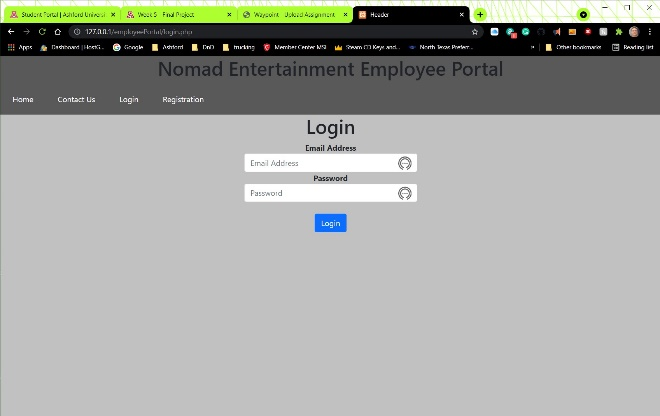 Student Portal | Ashford Universi
Week 5 - Final Project
Waypoint - Upload Assignment
Header
127.0.0.1/employeePortal/login.php
Apps
Dashboard | HostG...
Google
Ashford
DnD
trucking
Member Center MSI
Steam CD Keys and...
North Texas Preferr...
»
Other bookmarks
Reading list
Nomad Entertainment Employee Portal
Home
Contact Us
Login
Registration
Login
Email Address
Email Address
Password
Password
Login